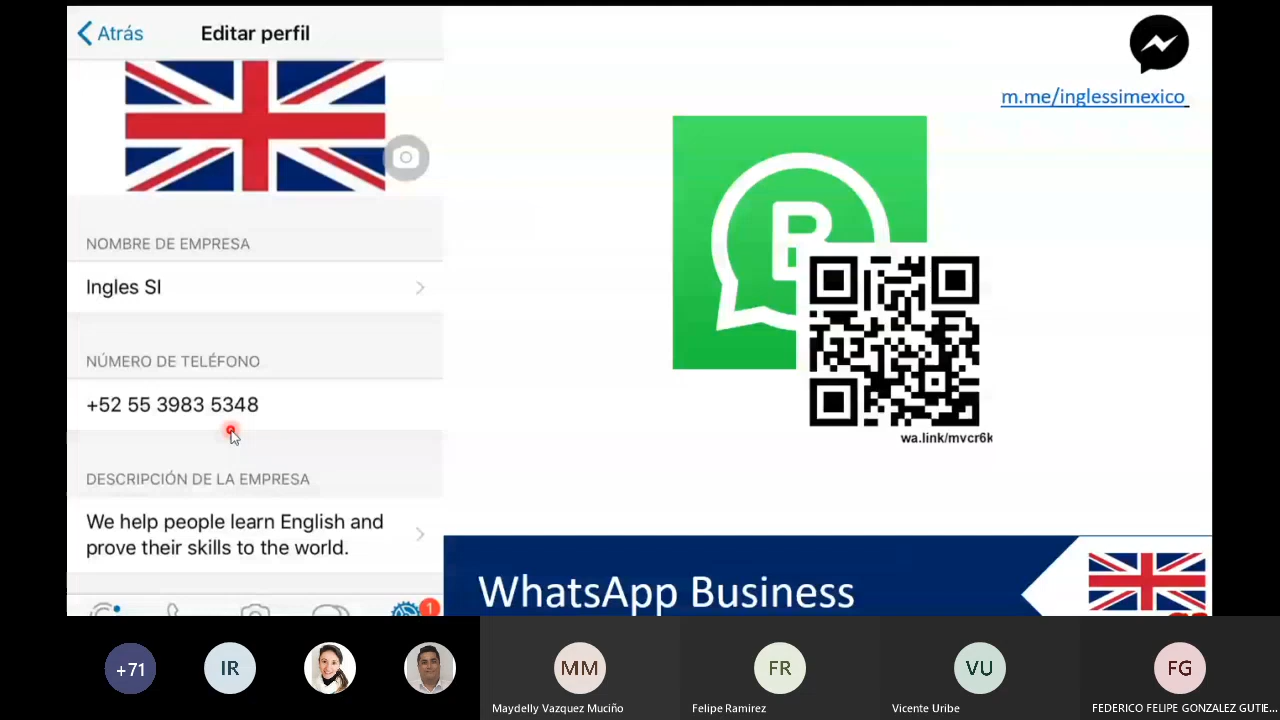 Atrás
Editar perfil
NOMBRE DE EMPRESA
Ingles SI
NÚMERO DE TELÉFONO
+52 55 3983 5348
DESCRIPCIÓN DE LA EMPRESA
We help people learn English and
prove their skills to the world.
1
m.me/inglessimexico
B
wa.link/mvcr6k
WhatsApp Business
+71
IR
MM
Maydelly Vazquez Muciño
FR
Felipe Ramirez
VU
Vicente Uribe
FG
FEDERICO FELIPE GONZALEZ GUTIE...